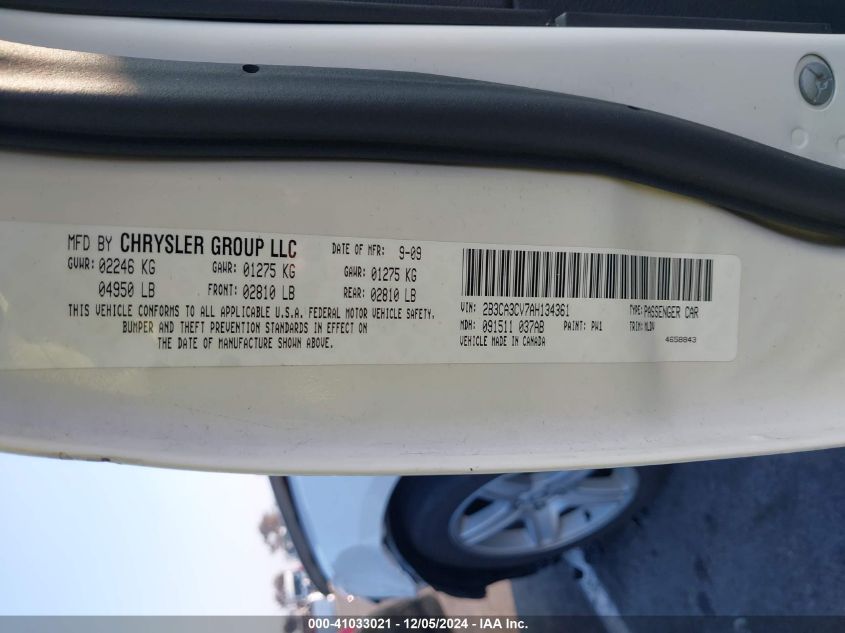 MFD BY CHRYSLER GROUP LLC DATE OF MFR: 9-09
GVWR: 02246 KG GAWR: 01275 KG GAWR: 01275 KG
04950 LB FRONT: 02810 LB REAR: 02810 LB
THIS VEHICLE CONFORMS TO ALL APPLICABLE U.S.A. FEDERAL MOTOR VEHICLE SAFETY,
BUMPER AND THEFT PREVENTION STANDARDS IN EFFECT ON
THE DATE OF MANUFACTURE SHOWN ABOVE.
VIN: 2B3CA3CV7AH134361 TYPE: PASSENGER CAR
MDH: 091511 037AB PAINT: PW1 TRIM: MLDV
VEHICLE MADE IN CANADA 4658843
000-41033021 - 12/05/2024 - IAA Inc.